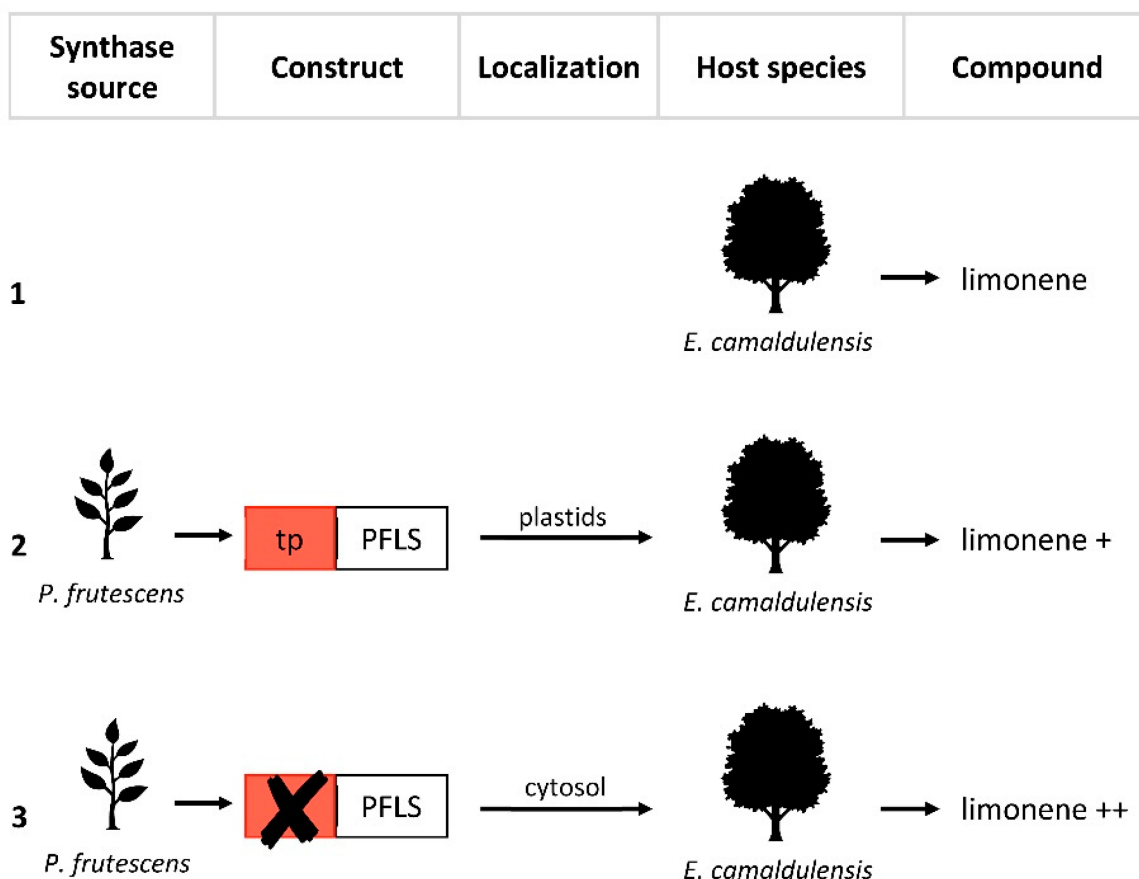 Synthase source
Construct
Localization
Host species
Compound
1
E. camaldulensis
limonene
2
P. frutescens
tp
PFLS
plastids
E. camaldulensis
limonene +
3
P. frutescens
PFLS
cytosol
E. camaldulensis
limonene ++